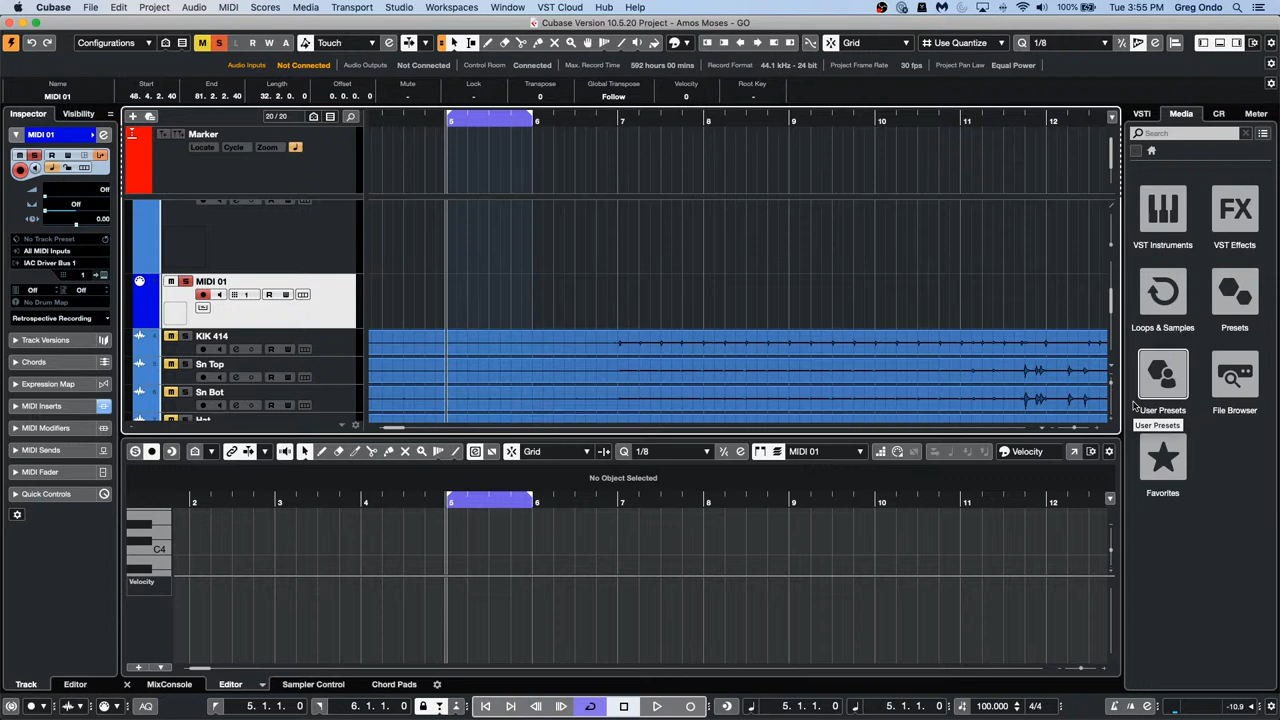 Cubase File Edit Project Audio MIDI Scores Media Transport Studio Workspaces Window VST Cloud Hub Help 100% Tue 3:55 PM Greg Ondo
Cubase Version 10.5.20 Project - Amos Moses - GO
Configurations M S L R W A Touch Grid Use Quantize 1/8
Audio Inputs Not Connected Audio Outputs Not Connected Control Room Connected Max. Record Time 592 hours 00 mins Record Format 44.1 kHz - 24 bit Project Frame Rate 30 fps Project Pan Law Equal Power
Name Start End Length Offset Mute Lock Transpose Global Transpose Velocity Root Key
MIDI 01 48. 4. 2. 40 81. 2. 2. 40 32. 2. 0. 0 0. 0. 0. 0 - - 0 Follow 0 -
Inspector Visibility 20 / 20 5 6 7 8 9 10 11 12 VSTi Media CR Meter
MIDI 01 Marker Search
Locate Cycle Zoom
Off
Off
0.00
VST Instruments VST Effects
No Track Preset
All MIDI Inputs
IAC Driver Bus 1
1
Off Off
No Drum Map
Retrospective Recording
MIDI 01
1
Loops & Samples Presets
Track Versions KIK 414
Chords Sn Top
Expression Map Sn Bot
MIDI Inserts User Presets File Browser
User Presets
MIDI Modifiers
MIDI Sends Grid 1/8 MIDI 01 Velocity
MIDI Fader
No Object Selected
Quick Controls 2 3 4 5 6 7 8 9 10 11 12 Favorites
C4
Velocity
Track Editor MixConsole Editor Sampler Control Chord Pads
AQ 5. 1. 1. 0 6. 1. 1. 0 5. 1. 1. 0 5. 1. 1. 0 100.000 4/4 -10.9